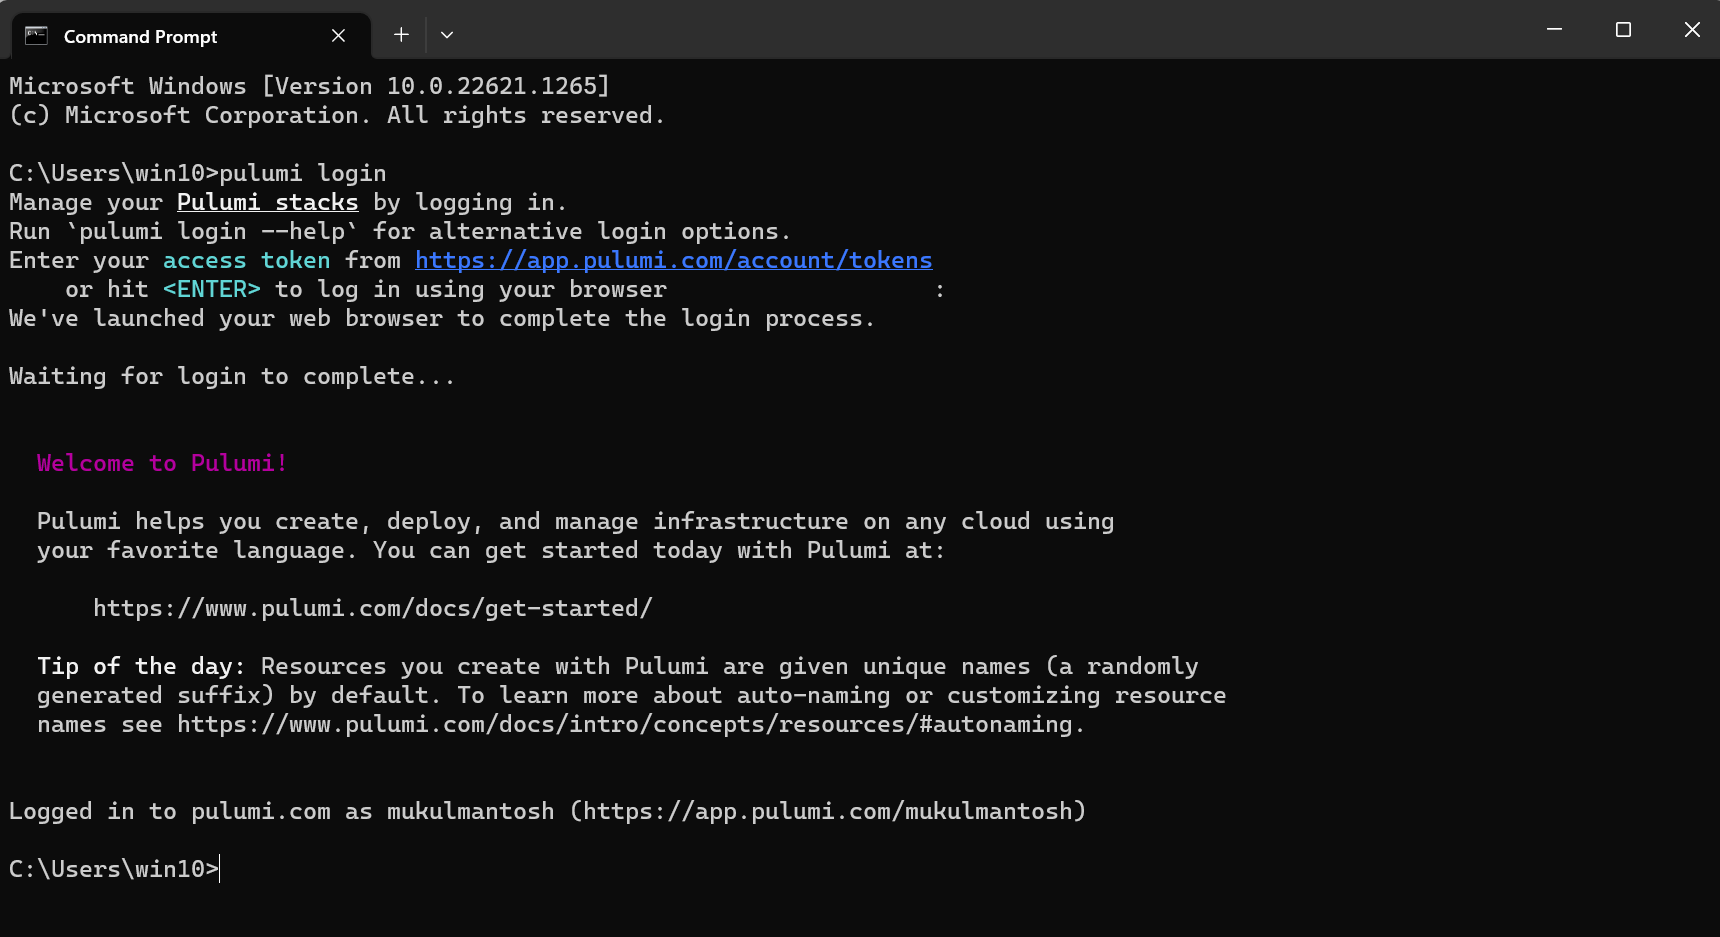 Command Prompt
Microsoft Windows [Version 10.0.22621.1265]
(c) Microsoft Corporation. All rights reserved.
C:\Users\win10>pulumi login
Manage your Pulumi stacks by logging in.
Run `pulumi login --help` for alternative login options.
Enter your access token from https://app.pulumi.com/account/tokens
    or hit <ENTER> to log in using your browser                   :
We've launched your web browser to complete the login process.
Waiting for login to complete...
  Welcome to Pulumi!
  Pulumi helps you create, deploy, and manage infrastructure on any cloud using
  your favorite language. You can get started today with Pulumi at:
      https://www.pulumi.com/docs/get-started/
  Tip of the day: Resources you create with Pulumi are given unique names (a randomly
  generated suffix) by default. To learn more about auto-naming or customizing resource
  names see https://www.pulumi.com/docs/intro/concepts/resources/#autonaming.
Logged in to pulumi.com as mukulmantosh (https://app.pulumi.com/mukulmantosh)
C:\Users\win10>